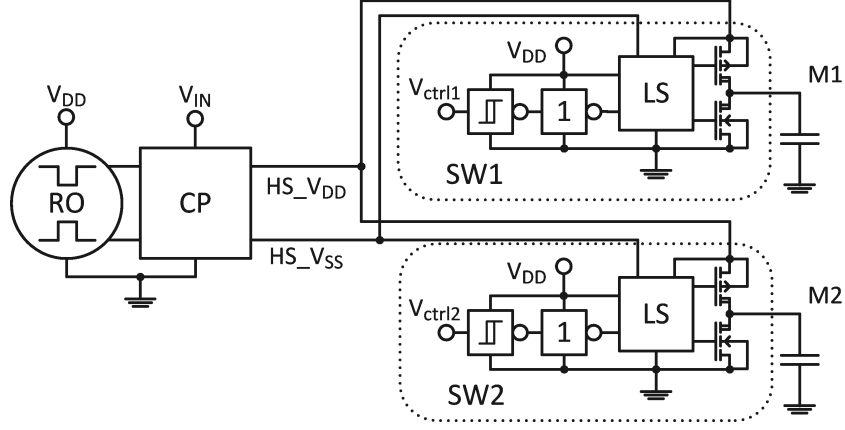 V_DD
V_ctrl1
1
LS
M1
SW1
V_DD
V_IN
RO
CP
HS_V_DD
HS_V_SS
V_DD
V_ctrl2
1
LS
M2
SW2